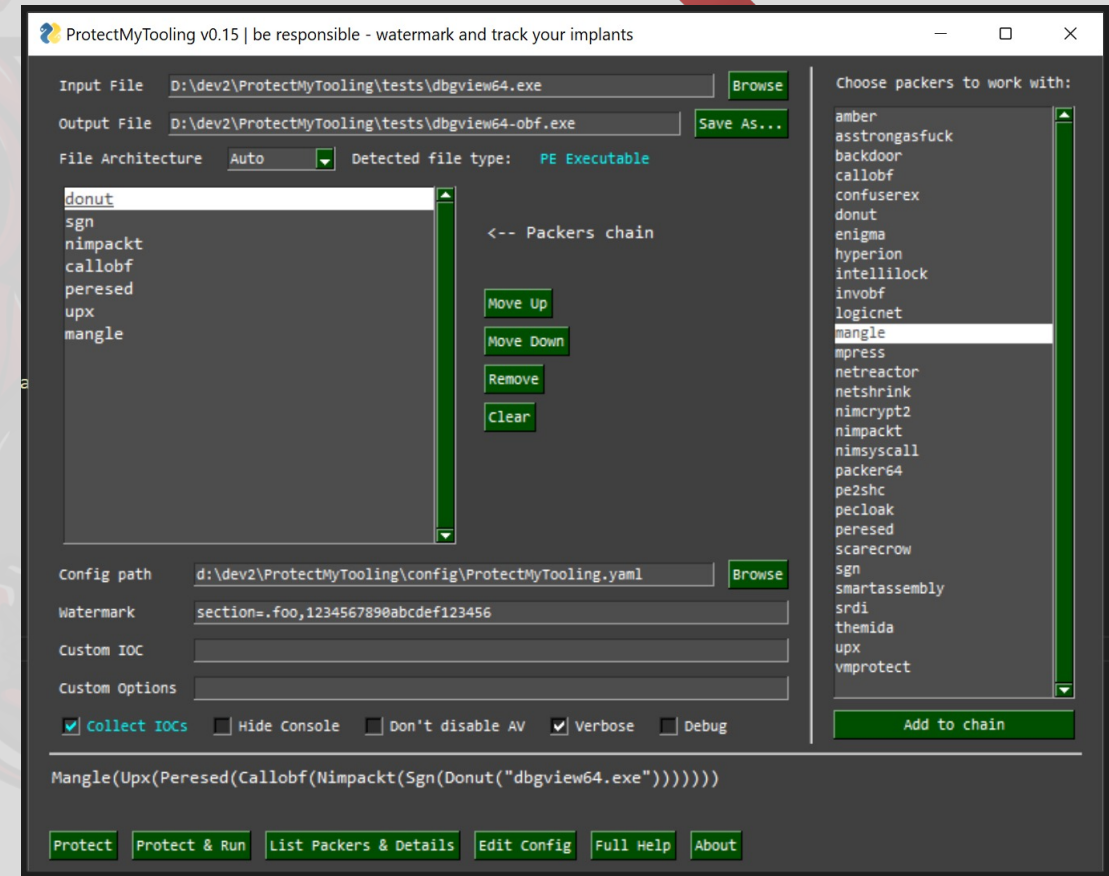 ProtectMyTooling v0.15 | be responsible - watermark and track your implants
Input File D:\dev2\ProtectMyTooling\tests\dbgview64.exe Browse
Output File D:\dev2\ProtectMyTooling\tests\dbgview64-obf.exe Save As...
File Architecture Auto Detected file type: PE Executable
donut
sgn
nimpackt
callobf
peresed
upx
mangle
<-- Packers chain
Move Up
Move Down
Remove
Clear
Config path d:\dev2\ProtectMyTooling\config\ProtectMyTooling.yaml Browse
Watermark section=.foo,1234567890abcdef123456
Custom IOC
Custom Options
Collect IOCs Hide Console Don't disable AV Verbose Debug
Choose packers to work with:
amber
asstrongasfuck
backdoor
callobf
confuserex
donut
enigma
hyperion
intellilock
invobf
logicnet
mangle
mpress
netreactor
netshrink
nimcrypt2
nimpackt
nimsyscall
packer64
pe2shc
pecloak
peresed
scarecrow
sgn
smartassembly
srdi
themida
upx
vmprotect
Add to chain
Mangle(Upx(Peresed(Callobf(Nimpackt(Sgn(Donut("dbgview64.exe")))))))
Protect Protect & Run List Packers & Details Edit Config Full Help About